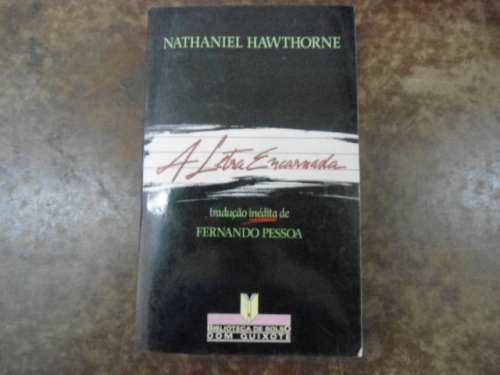 NATHANIEL HAWTHORNE
A Letra Encarnada
tradução inédita de
FERNANDO PESSOA
BIBLIOTECA DE BOLSO
DOM QUIXOTE